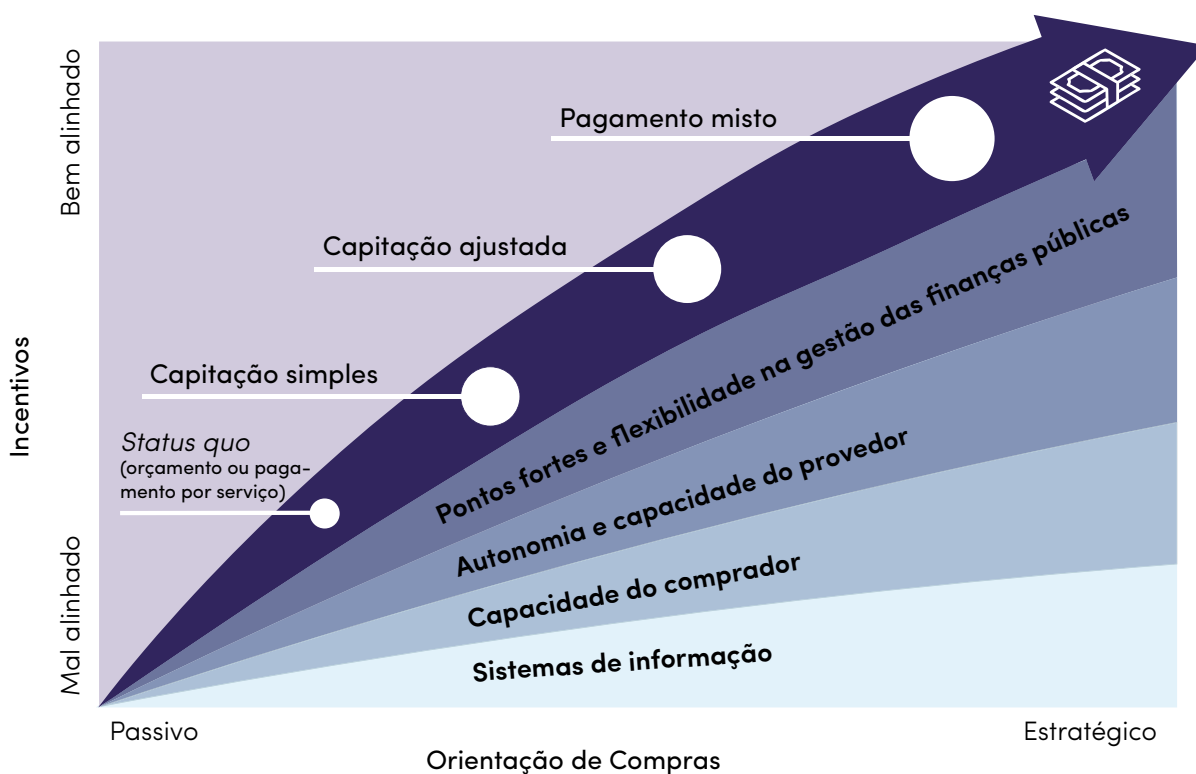 Bem alinhado
Pagamento misto
Capitação ajustada
Capitação simples
Status quo
(orçamento ou paga-
mento por serviço)
Incentivos
Mal alinhado
Pontos fortes e flexibilidade na gestão das finanças públicas
Autonomia e capacidade do provedor
Capacidade do comprador
Sistemas de informação
Passivo
Estratégico
Orientação de Compras